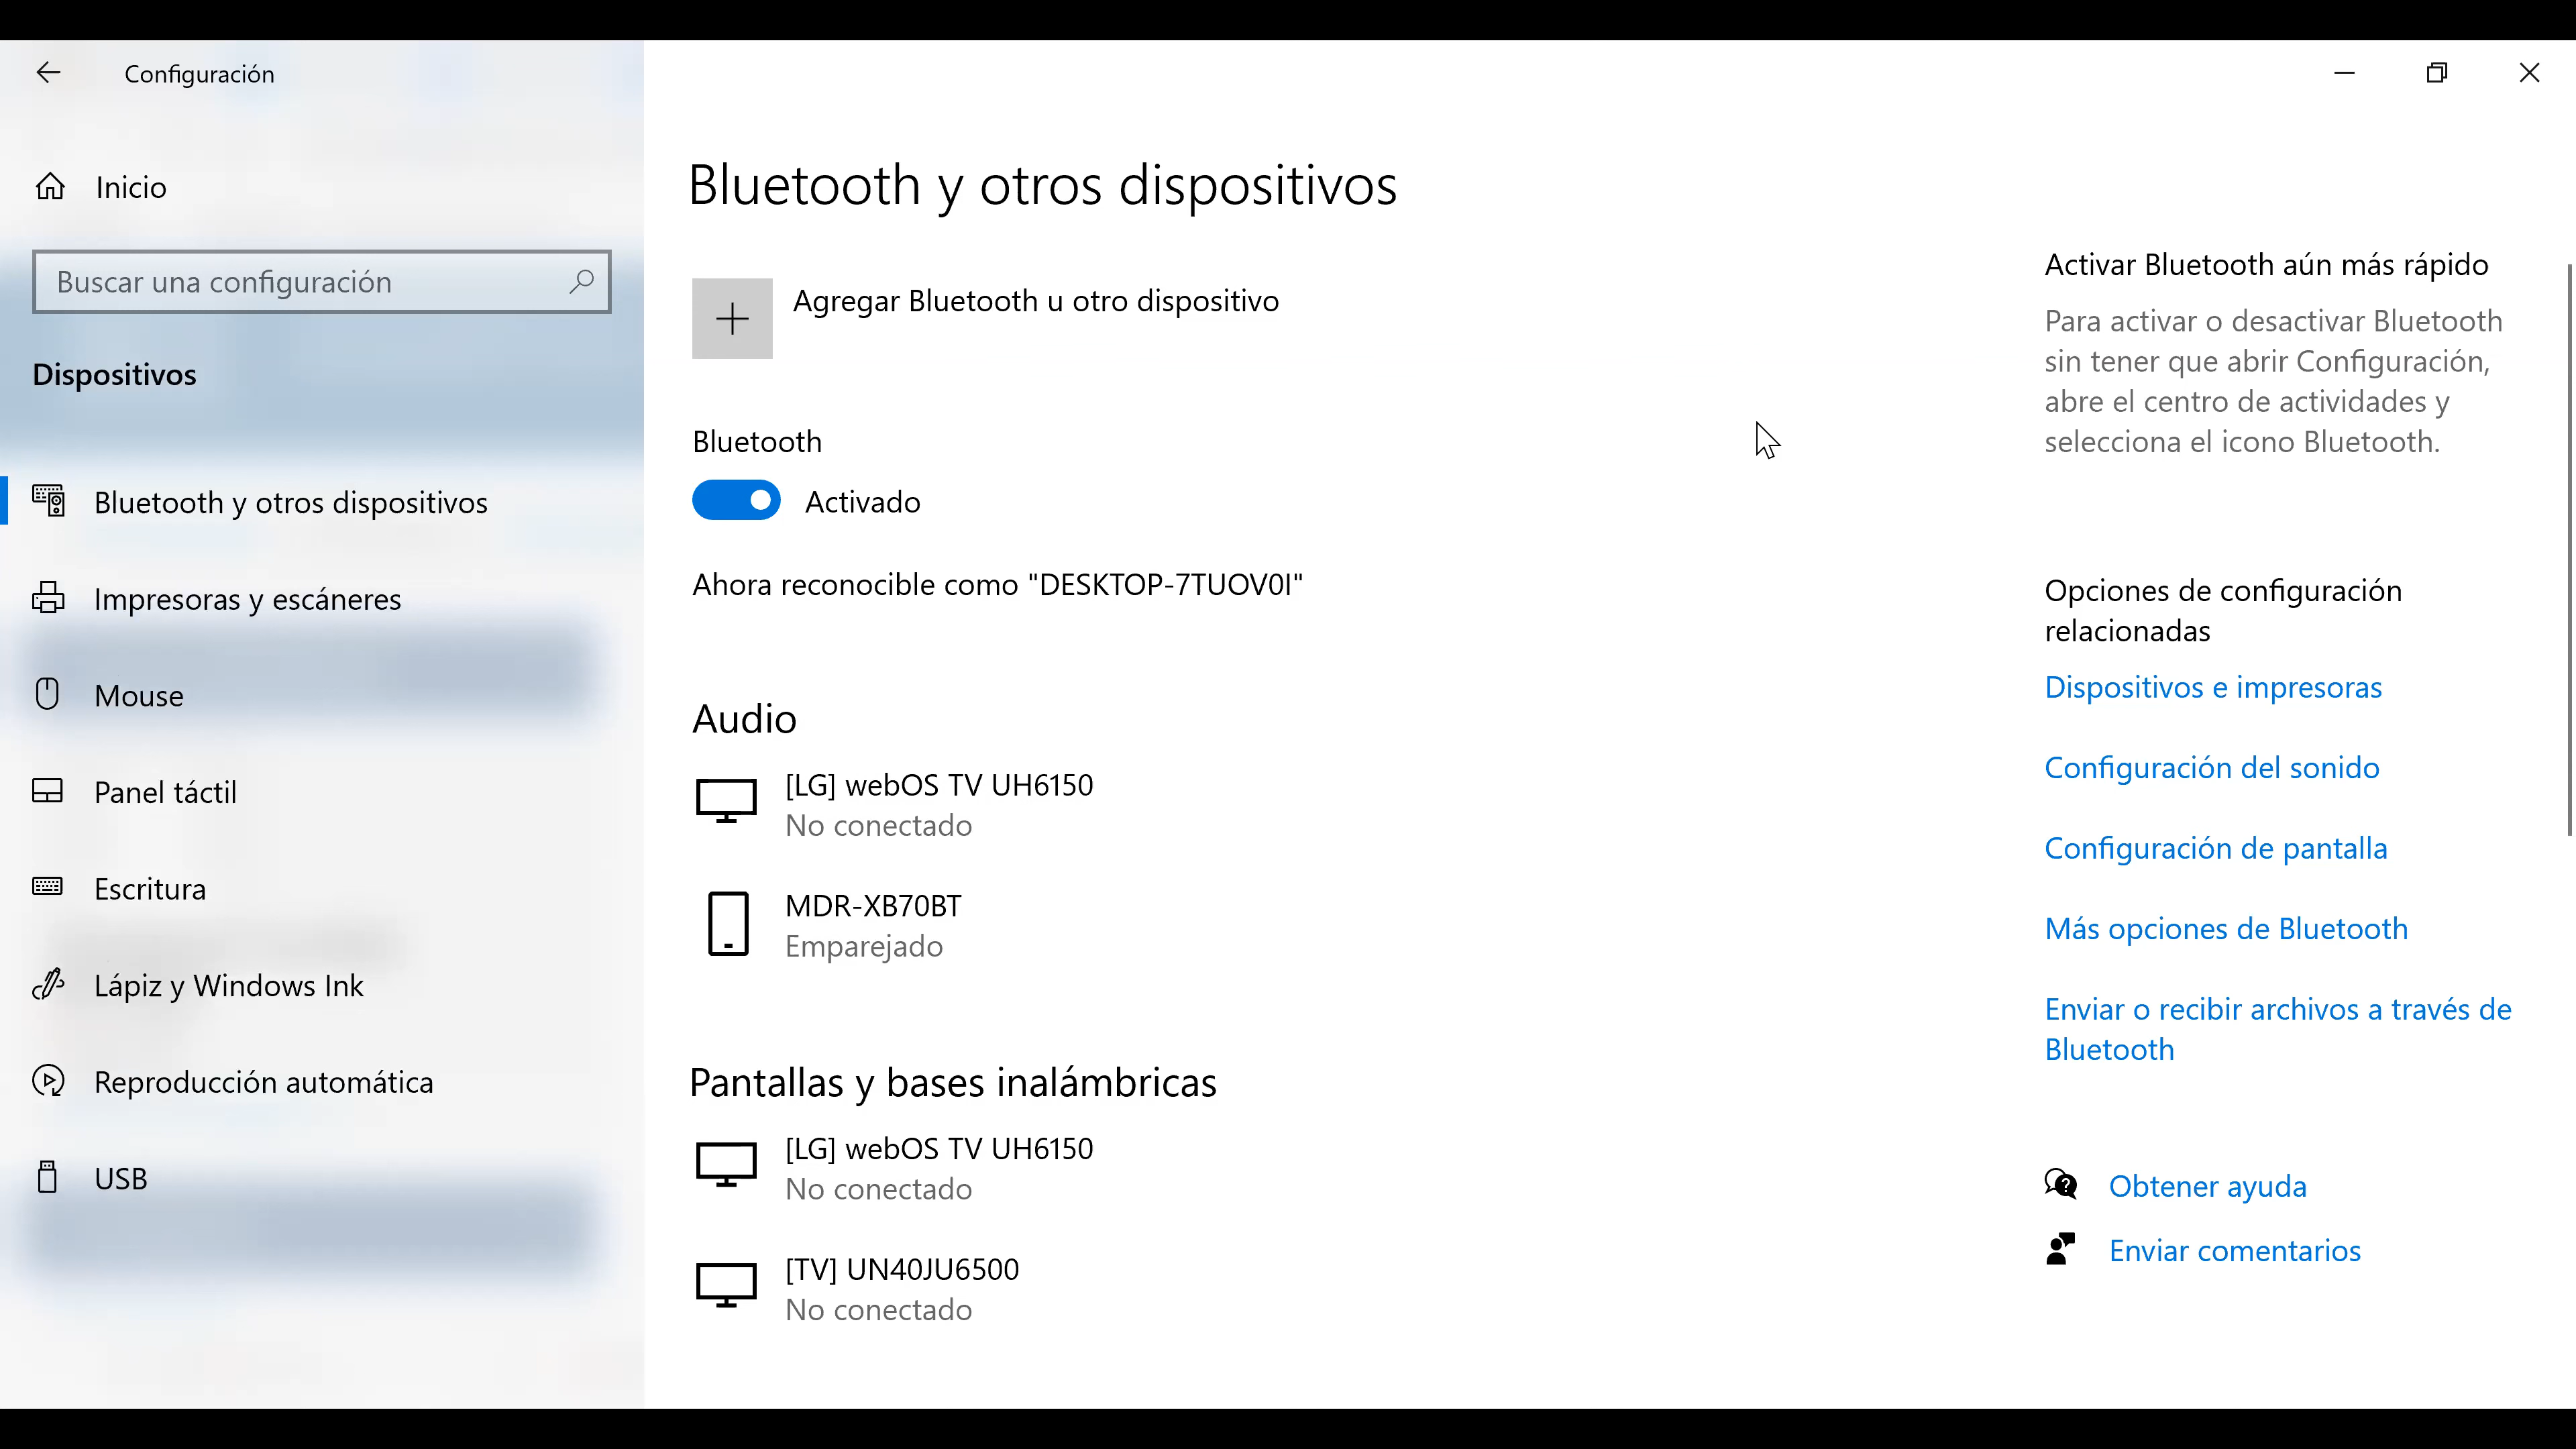 Configuración
Inicio
Buscar una configuración
Dispositivos
Bluetooth y otros dispositivos
Impresoras y escáneres
Mouse
Panel táctil
Escritura
Lápiz y Windows Ink
Reproducción automática
USB
Bluetooth y otros dispositivos
Agregar Bluetooth u otro dispositivo
Bluetooth
Activado
Ahora reconocible como "DESKTOP-7TUOV0I"
Audio
[LG] webOS TV UH6150
No conectado
MDR-XB70BT
Emparejado
Pantallas y bases inalámbricas
[LG] webOS TV UH6150
No conectado
[TV] UN40JU6500
No conectado
Activar Bluetooth aún más rápido
Para activar o desactivar Bluetooth
sin tener que abrir Configuración,
abre el centro de actividades y
selecciona el icono Bluetooth.
Opciones de configuración
relacionadas
Dispositivos e impresoras
Configuración del sonido
Configuración de pantalla
Más opciones de Bluetooth
Enviar o recibir archivos a través de
Bluetooth
Obtener ayuda
Enviar comentarios